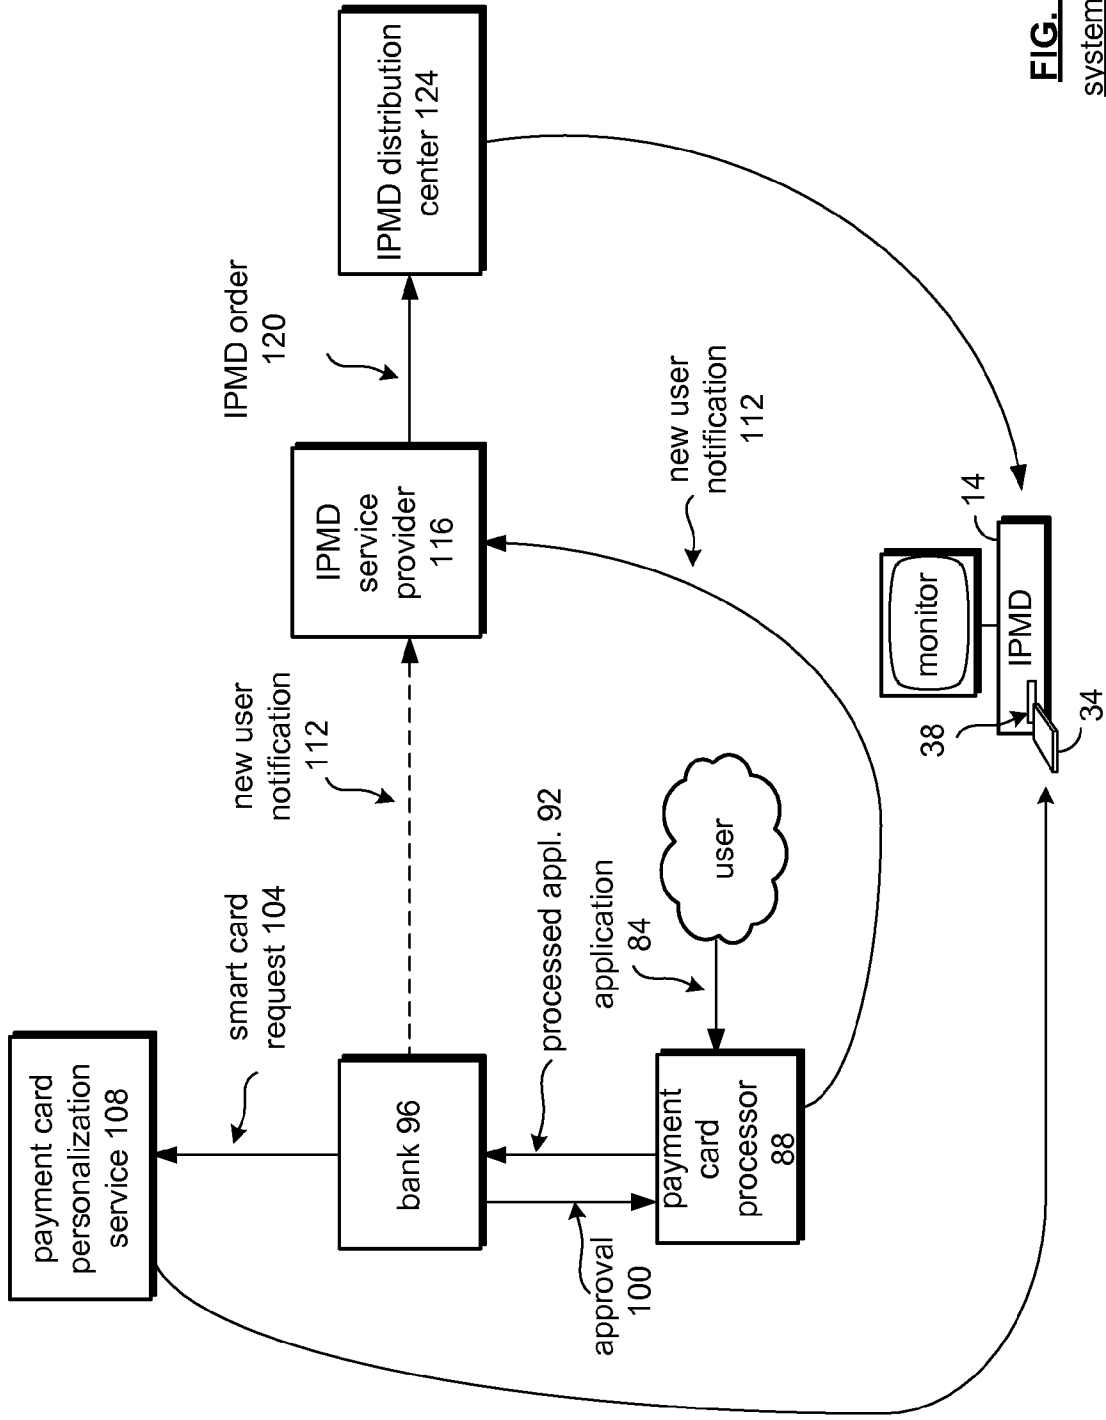 payment card
personalization
service 108
smart card
request 104
new user
notification
112
IPMD order
120
bank 96
IPMD
service
provider
116
IPMD distribution
center 124
approval
100
processed appl. 92
application
84
new user
notification
112
payment
card
processor
88
user
monitor
38
IPMD
14
34
FIG.
system